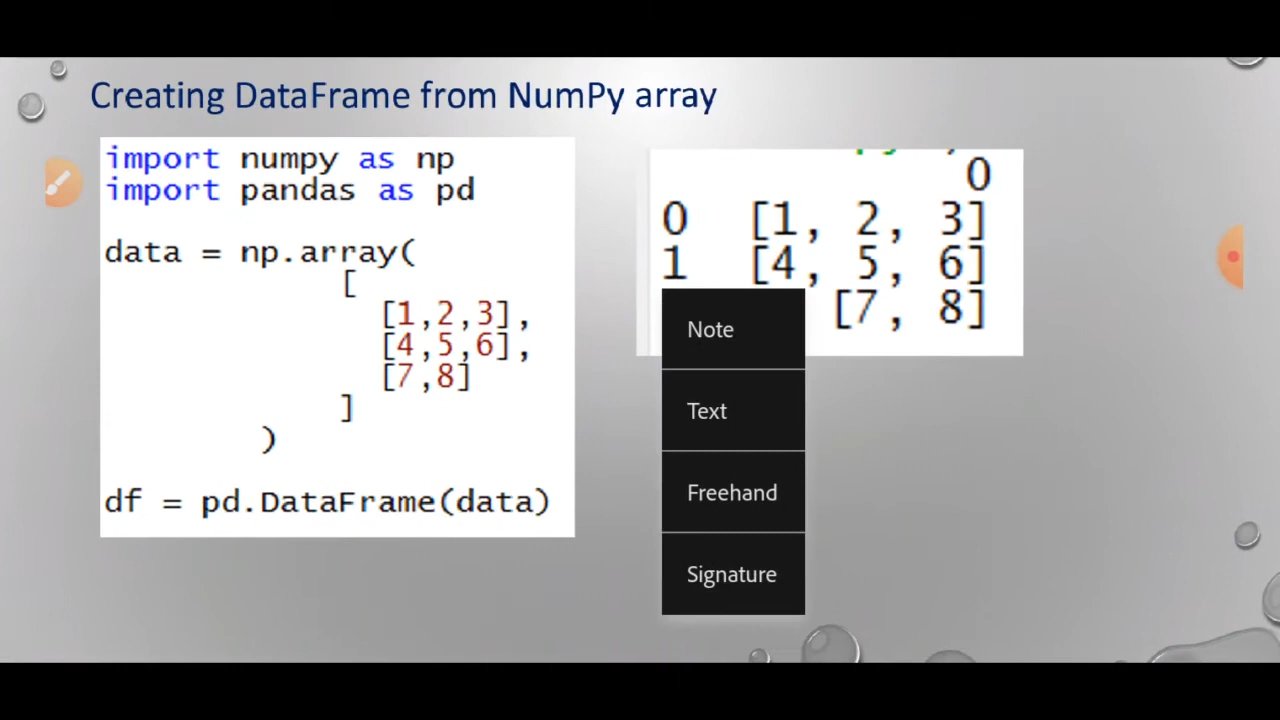 Creating DataFrame from NumPy array
import numpy as np
import pandas as pd
data = np.array(
[
[1,2,3],
[4,5,6],
[7,8]
]
)
df = pd.DataFrame(data)
0
0 [1, 2, 3]
1 [4, 5, 6]
[7, 8]
Note
Text
Freehand
Signature